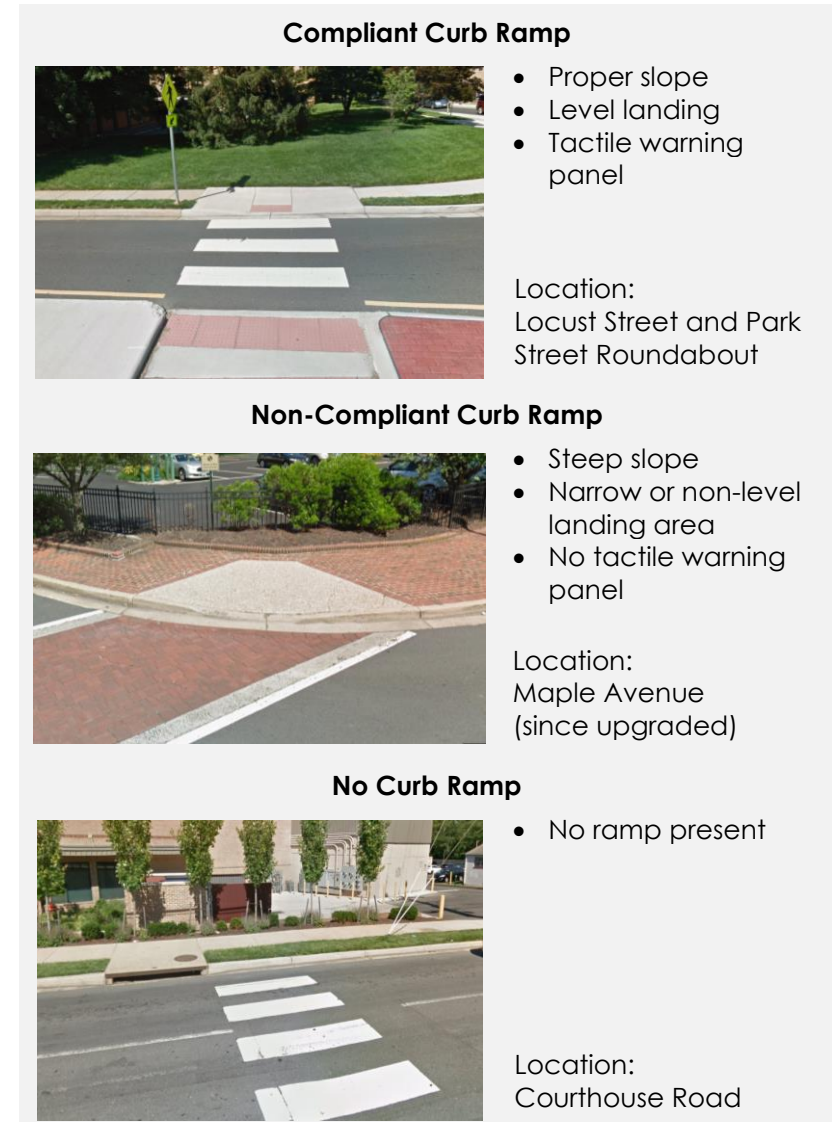 Compliant Curb Ramp
• Proper slope
• Level landing
• Tactile warning
panel
Location:
Locust Street and Park
Street Roundabout
Non-Compliant Curb Ramp
• Steep slope
• Narrow or non-level
landing area
• No tactile warning
panel
Location:
Maple Avenue
(since upgraded)
No Curb Ramp
• No ramp present
Location:
Courthouse Road